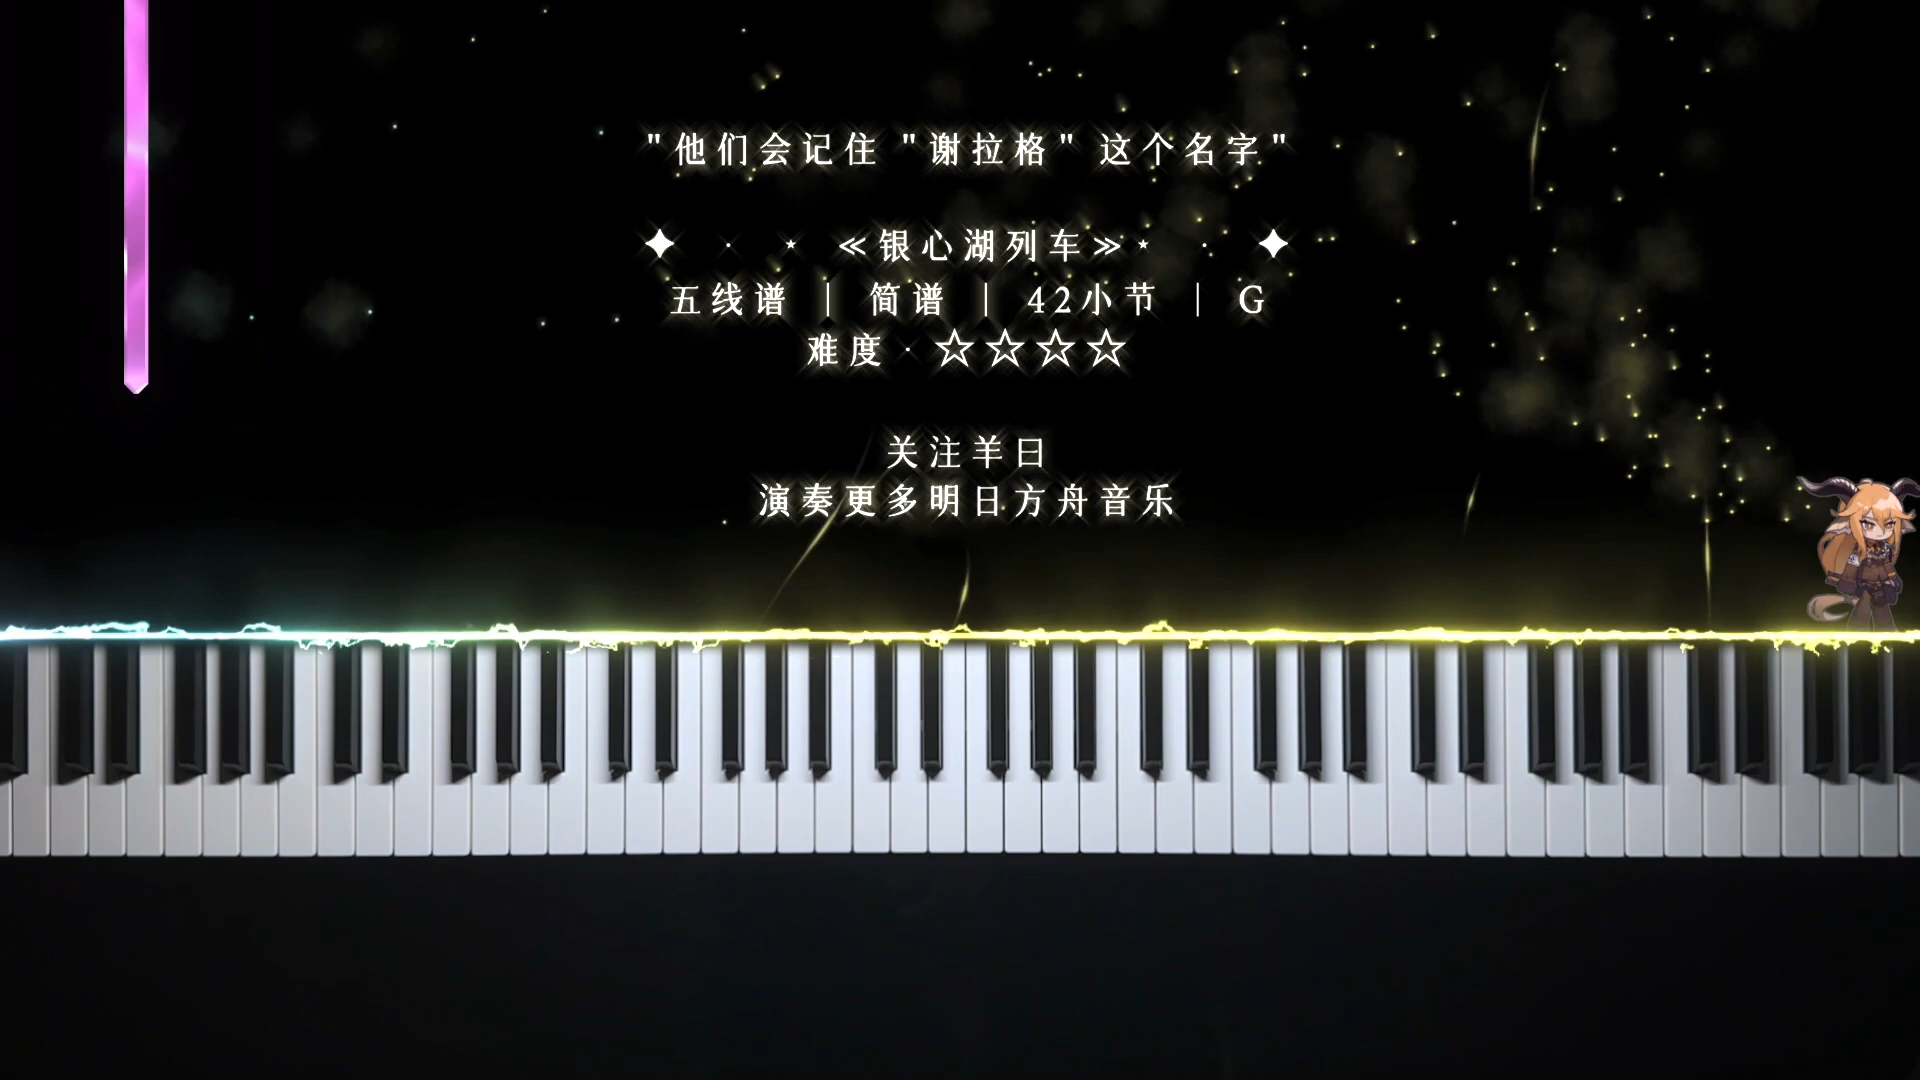 "他们会记住 "谢拉格" 这个名字"
✦ · ⋆ ≪银心湖列车≫⋆ · ✦
五线谱 | 简谱 | 42小节 | G
难度·☆☆☆☆
关注羊曰
演奏更多明日方舟音乐